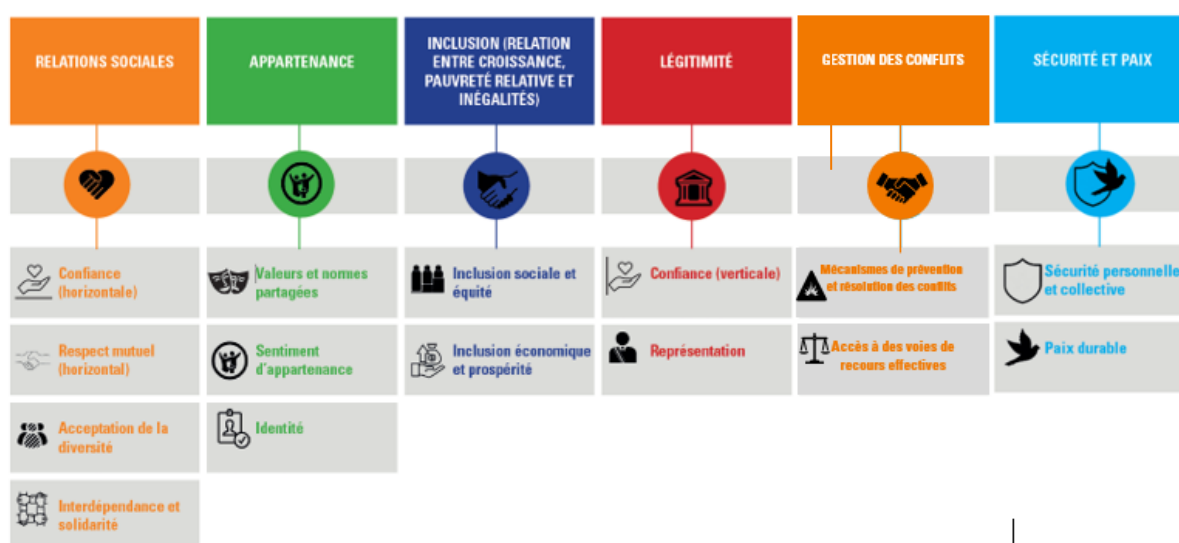 RELATIONS SOCIALES
APPARTENANCE
INCLUSION (RELATION
ENTRE CROISSANCE,
PAUVRETÉ RELATIVE ET
INÉGALITÉS)
LÉGITIMITÉ
GESTION DES CONFLITS
SÉCURITÉ ET PAIX
Confiance
(horizontale)
Valeurs et normes
partagées
Inclusion sociale et
équité
Confiance (verticale)
Mécanismes de prévention
et résolution des conflits
Sécurité personnelle
et collective
Respect mutuel
(horizontal)
Sentiment
d'appartenance
Inclusion économique
et prospérité
Représentation
Accès à des voies de
recours effectives
Paix durable
Acceptation de la
diversité
Identité
Interdépendance et
solidarité